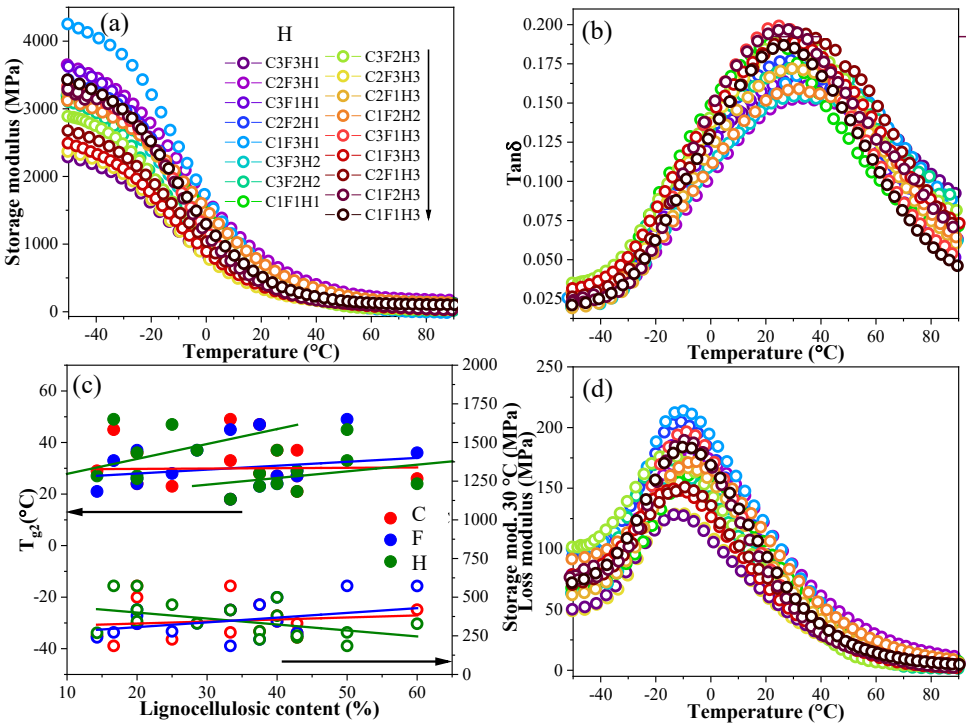 (a)
H
C3F3H1
C2F3H1
C3F1H1
C2F2H1
C1F3H1
C3F3H2
C3F2H2
C1F1H1
C3F2H3
C2F3H3
C2F1H3
C1F2H2
C3F1H3
C1F3H3
C2F1H3
C1F2H3
C1F1H3
4000
3000
2000
1000
0
Storage modulus (MPa)
-40 -20 0 20 40 60 80
Temperature (°C)
(b)
0.200
0.175
0.150
0.125
0.100
0.075
0.050
0.025
Tanδ
-40 -20 0 20 40 60 80
Temperature (°C)
(c)
60
40
20
0
-20
-40
Tg2(°C)
C
F
H
2000
1750
1500
1250
1000
750
500
250
0
Storage mod. 30 °C (MPa)
10 20 30 40 50 60
Lignocellulosic content (%)
(d)
250
200
150
100
50
0
Loss modulus (MPa)
-40 -20 0 20 40 60 80
Temperature (°C)